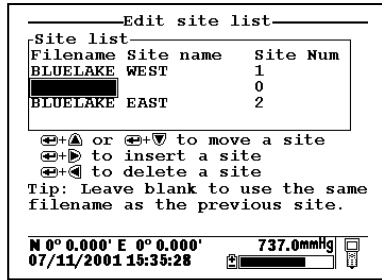 Edit site list
Site list
Filename Site name Site Num
BLUELAKE WEST 1
0
BLUELAKE EAST 2
+ or + to move a site
+ to insert a site
+ to delete a site
Tip: Leave blank to use the same
filename as the previous site.
N 0° 0.000' E 0° 0.000' 737.0mmHg
07/11/2001 15:35:28